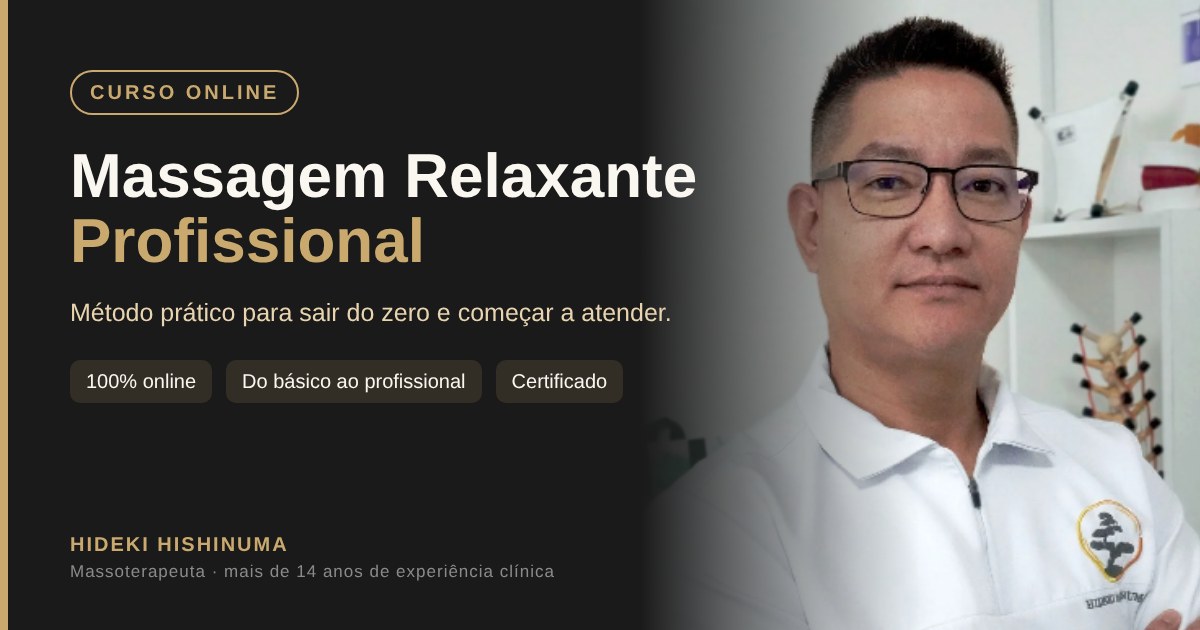 CURSO ONLINE
Massagem Relaxante
Profissional
Método prático para sair do zero e começar a atender.
100% online
Do básico ao profissional
Certificado
HIDEKI HISHINUMA
Massoterapeuta · mais de 14 anos de experiência clínica
HIDEKI